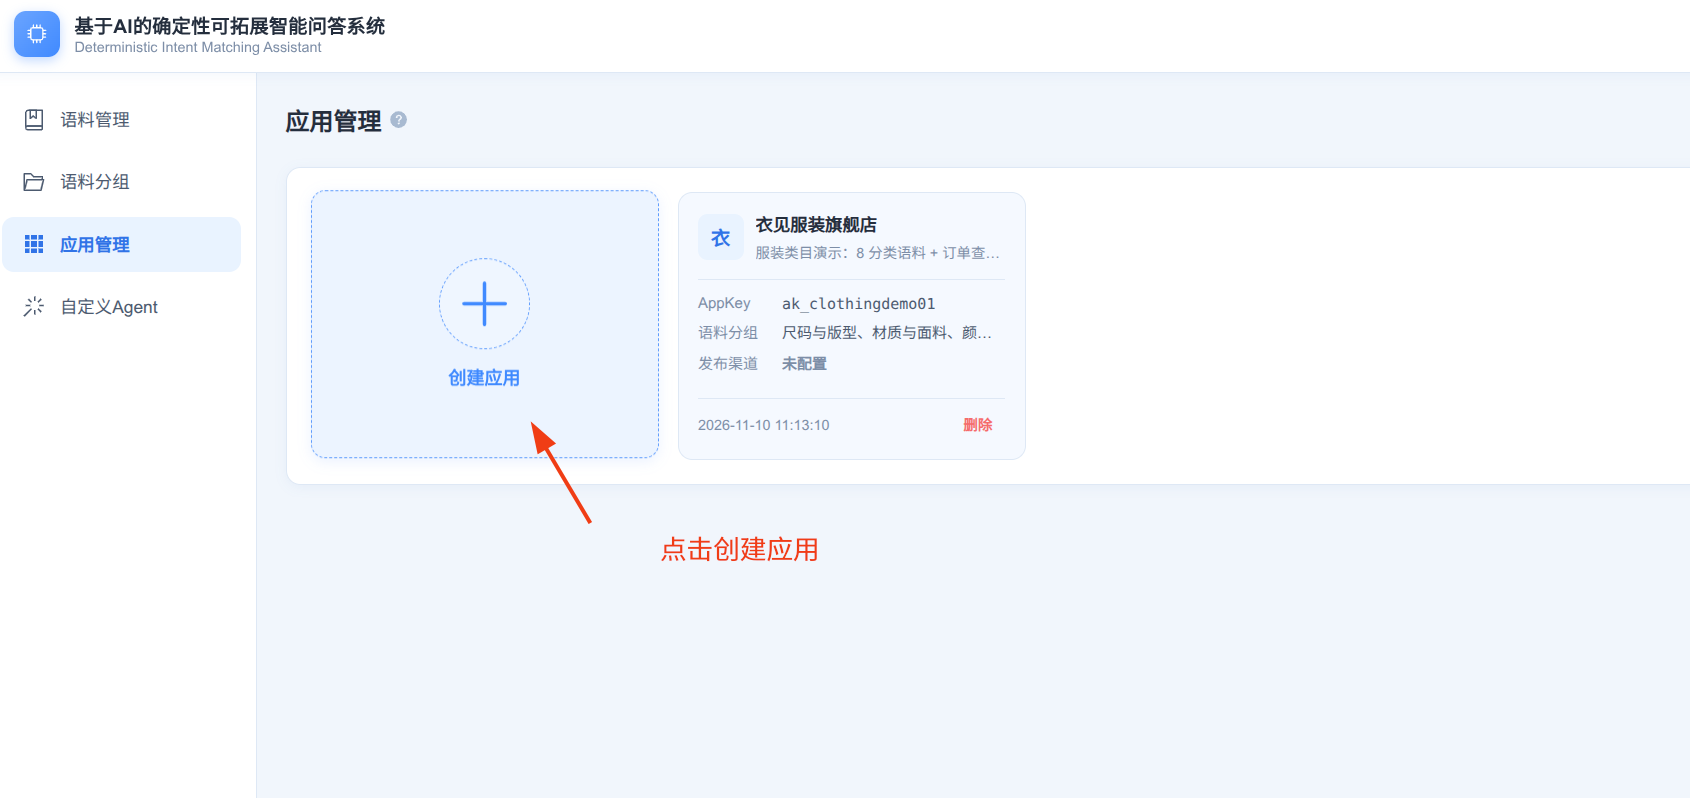 基于AI的确定性可拓展智能问答系统
Deterministic Intent Matching Assistant
语料管理
语料分组
应用管理
自定义Agent
应用管理 ?
创建应用
衣
衣见服装旗舰店
服装类目演示：8 分类语料 + 订单查...
AppKey ak_clothingdemo01
语料分组 尺码与版型、材质与面料、颜...
发布渠道 未配置
2026-11-10 11:13:10 删除
点击创建应用